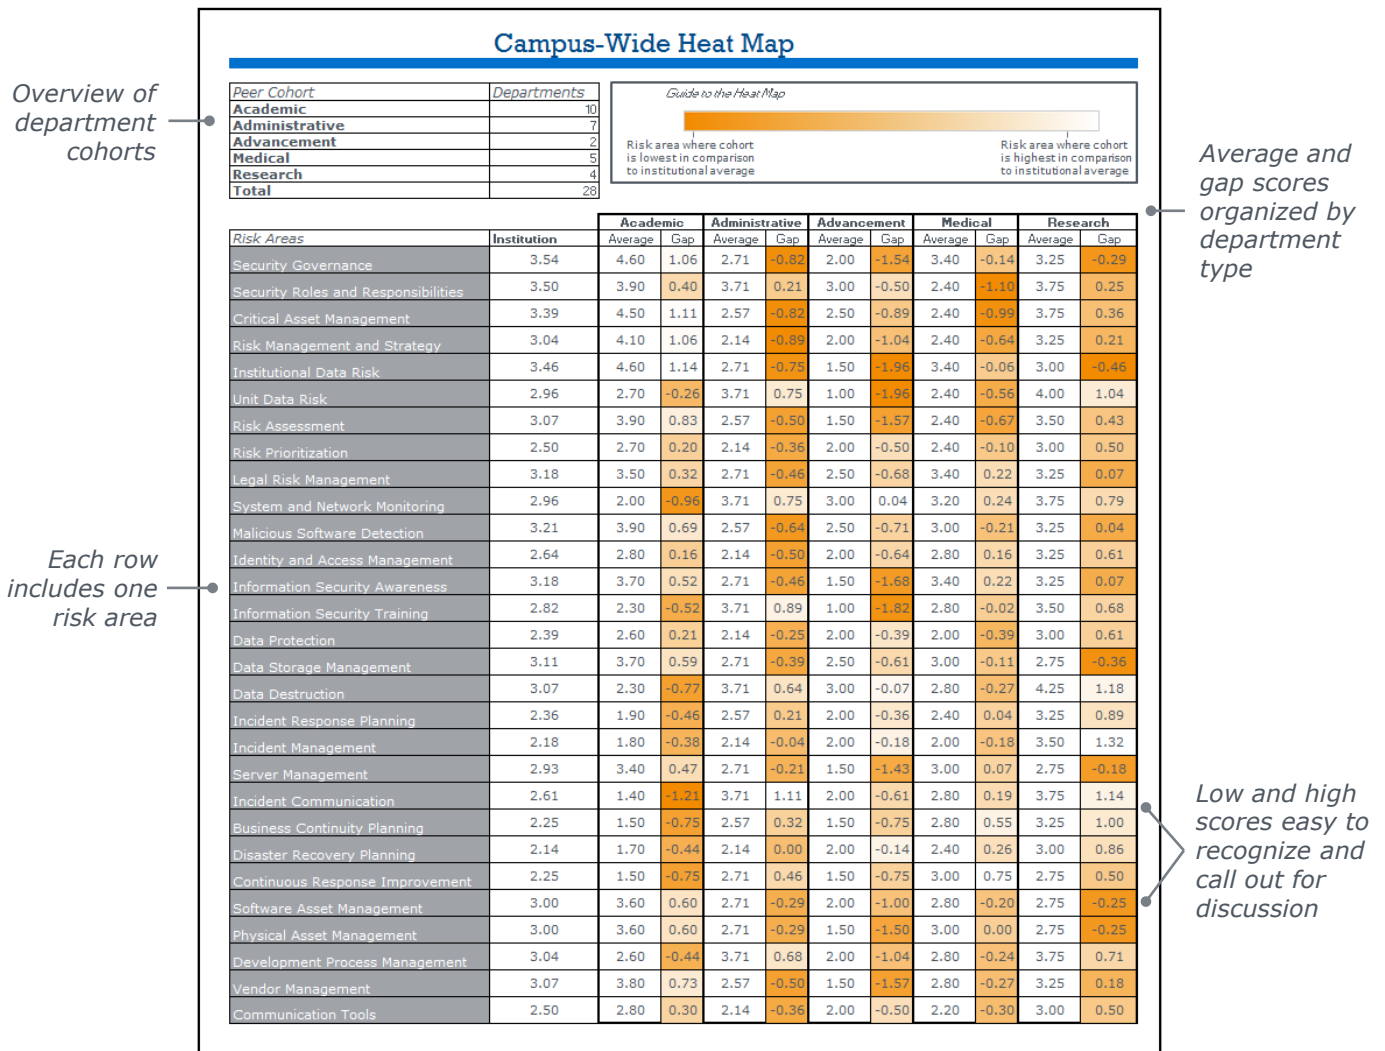 Campus-Wide Heat Map
Overview of
department
cohorts
Peer Cohort Departments
Academic 10
Administrative 7
Advancement 2
Medical 5
Research 4
Total 28
Guide to the Heat Map
Risk area where cohort
is lowest in comparison
to institutional average
Risk area where cohort
is highest in comparison
to institutional average
Average and
gap scores
organized by
department
type
Academic Administrative Advancement Medical Research
Risk Areas Institution Average Gap Average Gap Average Gap Average Gap Average Gap
Security Governance 3.54 4.60 1.06 2.71 -0.82 2.00 -1.54 3.40 -0.14 3.25 -0.29
Security Roles and Responsibilities 3.50 3.90 0.40 3.71 0.21 3.00 -0.50 2.40 -1.10 3.75 0.25
Critical Asset Management 3.39 4.50 1.11 2.57 -0.82 2.50 -0.89 2.40 -0.99 3.75 0.36
Risk Management and Strategy 3.04 4.10 1.06 2.14 -0.89 2.00 -1.04 2.40 -0.64 3.25 0.21
Institutional Data Risk 3.46 4.60 1.14 2.71 -0.75 1.50 -1.96 3.40 -0.06 3.00 -0.46
Unit Data Risk 2.96 2.70 -0.26 3.71 0.75 1.00 -1.96 2.40 -0.56 4.00 1.04
Risk Assessment 3.07 3.90 0.83 2.57 -0.50 1.50 -1.57 2.40 -0.67 3.50 0.43
Risk Prioritization 2.50 2.70 0.20 2.14 -0.36 2.00 -0.50 2.40 -0.10 3.00 0.50
Legal Risk Management 3.18 3.50 0.32 2.71 -0.46 2.50 -0.68 3.40 0.22 3.25 0.07
System and Network Monitoring 2.96 2.00 -0.96 3.71 0.75 3.00 0.04 3.20 0.24 3.75 0.79
Malicious Software Detection 3.21 3.90 0.69 2.57 -0.64 2.50 -0.71 3.00 -0.21 3.25 0.04
Identity and Access Management 2.64 2.80 0.16 2.14 -0.50 2.00 -0.64 2.80 0.16 3.25 0.61
Information Security Awareness 3.18 3.70 0.52 2.71 -0.46 1.50 -1.68 3.40 0.22 3.25 0.07
Information Security Training 2.82 2.30 -0.52 3.71 0.89 1.00 -1.82 2.80 -0.02 3.50 0.68
Data Protection 2.39 2.60 0.21 2.14 -0.25 2.00 -0.39 2.00 -0.39 3.00 0.61
Data Storage Management 3.11 3.70 0.59 2.71 -0.39 2.50 -0.61 3.00 -0.11 2.75 -0.36
Data Destruction 3.07 2.30 -0.77 3.71 0.64 3.00 -0.07 2.80 -0.27 4.25 1.18
Incident Response Planning 2.36 1.90 -0.46 2.57 0.21 2.00 -0.36 2.40 0.04 3.25 0.89
Incident Management 2.18 1.80 -0.38 2.14 -0.04 2.00 -0.18 2.00 -0.18 3.50 1.32
Server Management 2.93 3.40 0.47 2.71 -0.21 1.50 -1.43 3.00 0.07 2.75 -0.18
Incident Communication 2.61 1.40 -1.21 3.71 1.11 2.00 -0.61 2.80 0.19 3.75 1.14
Business Continuity Planning 2.25 1.50 -0.75 2.57 0.32 1.50 -0.75 2.80 0.55 3.25 1.00
Disaster Recovery Planning 2.14 1.70 -0.44 2.14 0.00 2.00 -0.14 2.40 0.26 3.00 0.86
Continuous Response Improvement 2.25 1.50 -0.75 2.71 0.46 1.50 -0.75 3.00 0.75 2.75 0.50
Software Asset Management 3.00 3.60 0.60 2.71 -0.29 2.00 -1.00 2.80 -0.20 2.75 -0.25
Physical Asset Management 3.00 3.60 0.60 2.71 -0.29 1.50 -1.50 3.00 0.00 2.75 -0.25
Development Process Management 3.04 2.60 -0.44 3.71 0.68 2.00 -1.04 2.80 -0.24 3.75 0.71
Vendor Management 3.07 3.80 0.73 2.57 -0.50 1.50 -1.57 2.80 -0.27 3.25 0.18
Communication Tools 2.50 2.80 0.30 2.14 -0.36 2.00 -0.50 2.20 -0.30 3.00 0.50
Each row
includes one
risk area
Low and high
scores easy to
recognize and
call out for
discussion